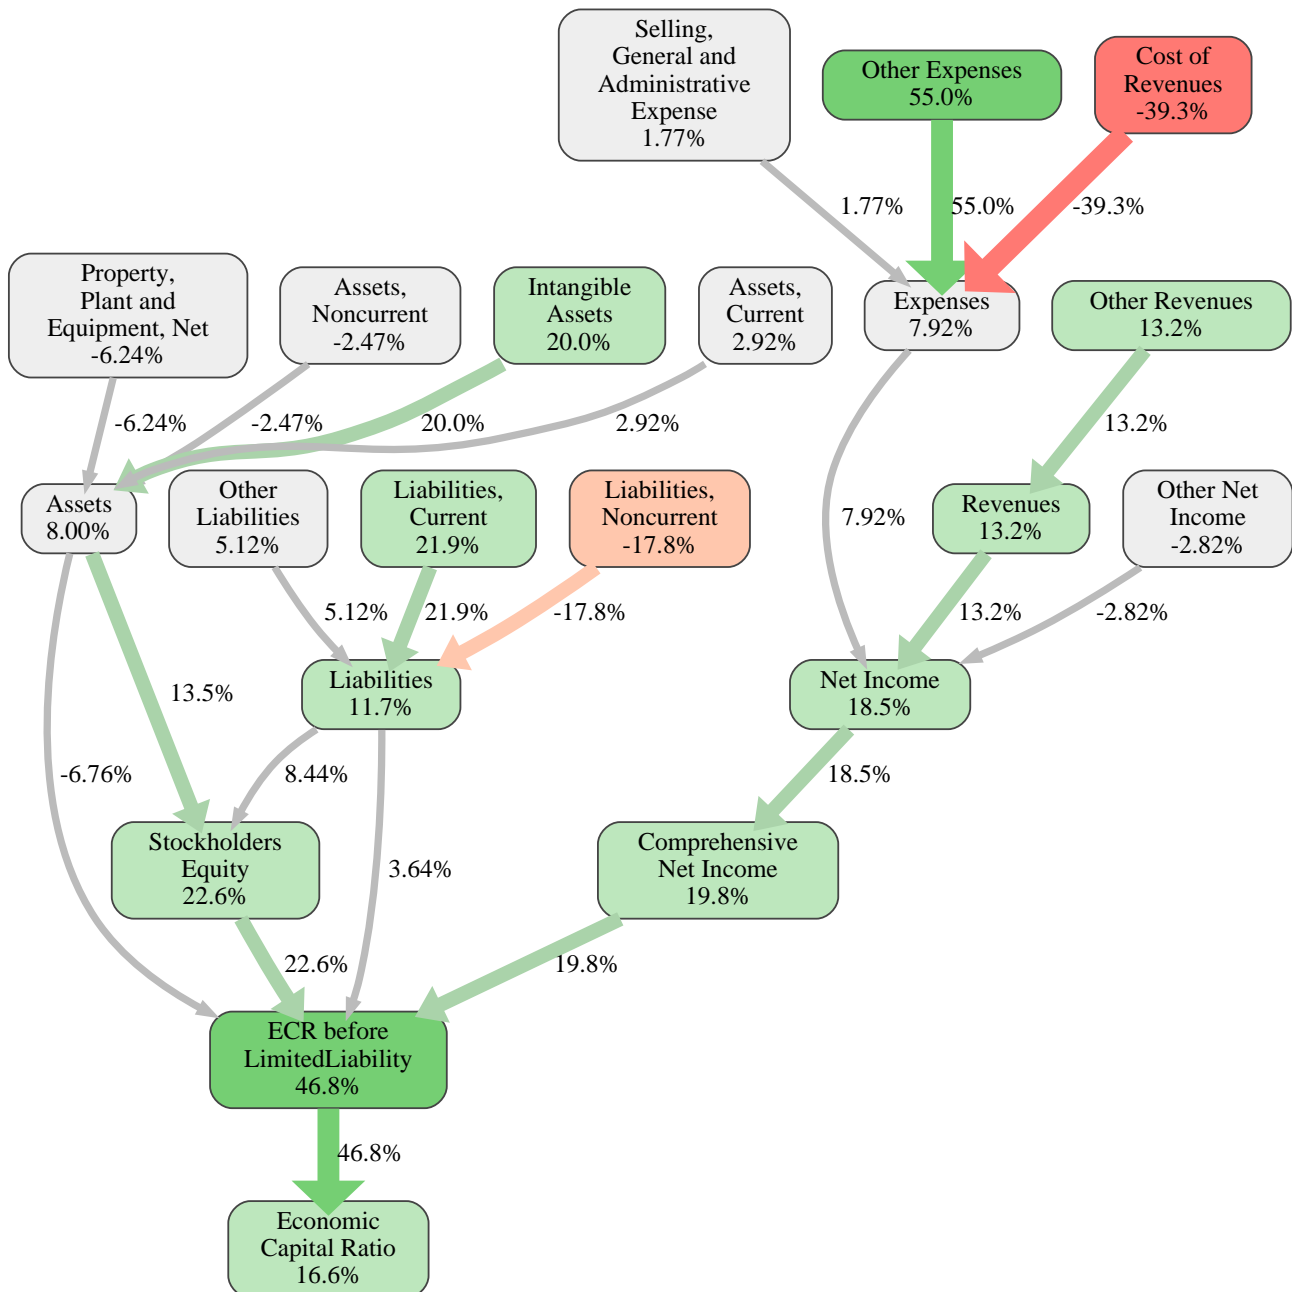 Selling,
General and
Administrative
Expense
1.77%
Other Expenses
55.0%
Cost of
Revenues
-39.3%
1.77%
55.0%
-39.3%
Property,
Plant and
Equipment, Net
-6.24%
Assets,
Noncurrent
-2.47%
Intangible
Assets
20.0%
Assets,
Current
2.92%
Expenses
7.92%
Other Revenues
13.2%
-6.24%
-2.47%
20.0%
2.92%
13.2%
Assets
8.00%
Other
Liabilities
5.12%
Liabilities,
Current
21.9%
Liabilities,
Noncurrent
-17.8%
7.92%
Revenues
13.2%
Other Net
Income
-2.82%
5.12%
21.9%
-17.8%
13.2%
-2.82%
13.5%
Liabilities
11.7%
Net Income
18.5%
-6.76%
8.44%
18.5%
Stockholders
Equity
22.6%
3.64%
Comprehensive
Net Income
19.8%
22.6%
19.8%
ECR before
LimitedLiability
46.8%
46.8%
Economic
Capital Ratio
16.6%